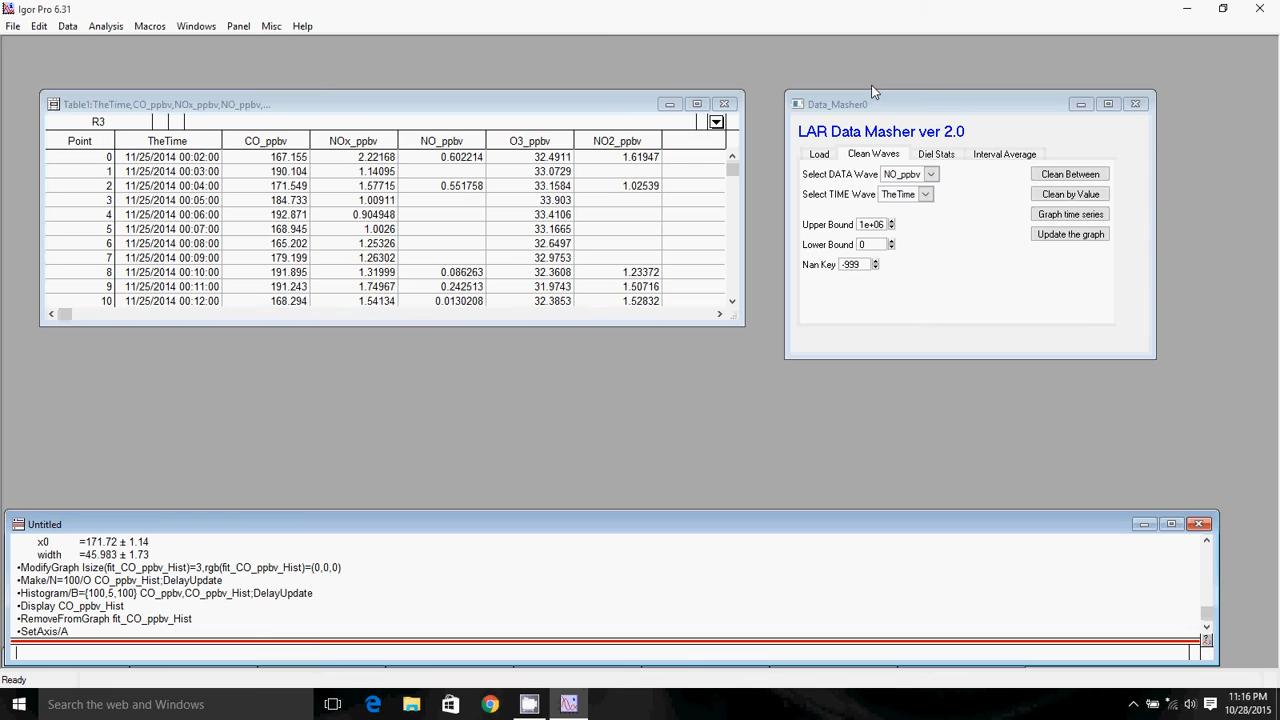 Igor Pro 6.31
File Edit Data Analysis Macros Windows Panel Misc Help
Table1:TheTime,CO_ppbv,NOx_ppbv,NO_ppbv,...
R3
Point TheTime CO_ppbv NOx_ppbv NO_ppbv O3_ppbv NO2_ppbv
0 11/25/2014 00:02:00 167.155 2.22168 0.602214 32.4911 1.61947
1 11/25/2014 00:03:00 190.104 1.14095 33.0729
2 11/25/2014 00:04:00 171.549 1.57715 0.551758 33.1584 1.02539
3 11/25/2014 00:05:00 184.733 1.00911 33.903
4 11/25/2014 00:06:00 192.871 0.904948 33.4106
5 11/25/2014 00:07:00 168.945 1.0026 33.1665
6 11/25/2014 00:08:00 165.202 1.25326 32.6497
7 11/25/2014 00:09:00 179.199 1.26302 32.9753
8 11/25/2014 00:10:00 191.895 1.31999 0.086263 32.3608 1.23372
9 11/25/2014 00:11:00 191.243 1.74967 0.242513 31.9743 1.50716
10 11/25/2014 00:12:00 168.294 1.54134 0.0130208 32.3853 1.52832
Data_Masher0
LAR Data Masher ver 2.0
Load Clean Waves Diel Stats Interval Average
Select DATA Wave NO_ppbv Clean Between
Select TIME Wave TheTime Clean by Value
Graph time series
Upper Bound 1e+06
Update the graph
Lower Bound 0
Nan Key -999
Untitled
x0 =171.72 ± 1.14
width =45.983 ± 1.73
•ModifyGraph lsize(fit_CO_ppbv_Hist)=3,rgb(fit_CO_ppbv_Hist)=(0,0,0)
•Make/N=100/O CO_ppbv_Hist;DelayUpdate
•Histogram/B={100,5,100} CO_ppbv,CO_ppbv_Hist;DelayUpdate
•Display CO_ppbv_Hist
•RemoveFromGraph fit_CO_ppbv_Hist
•SetAxis/A
Ready
Search the web and Windows
11:16 PM
10/28/2015